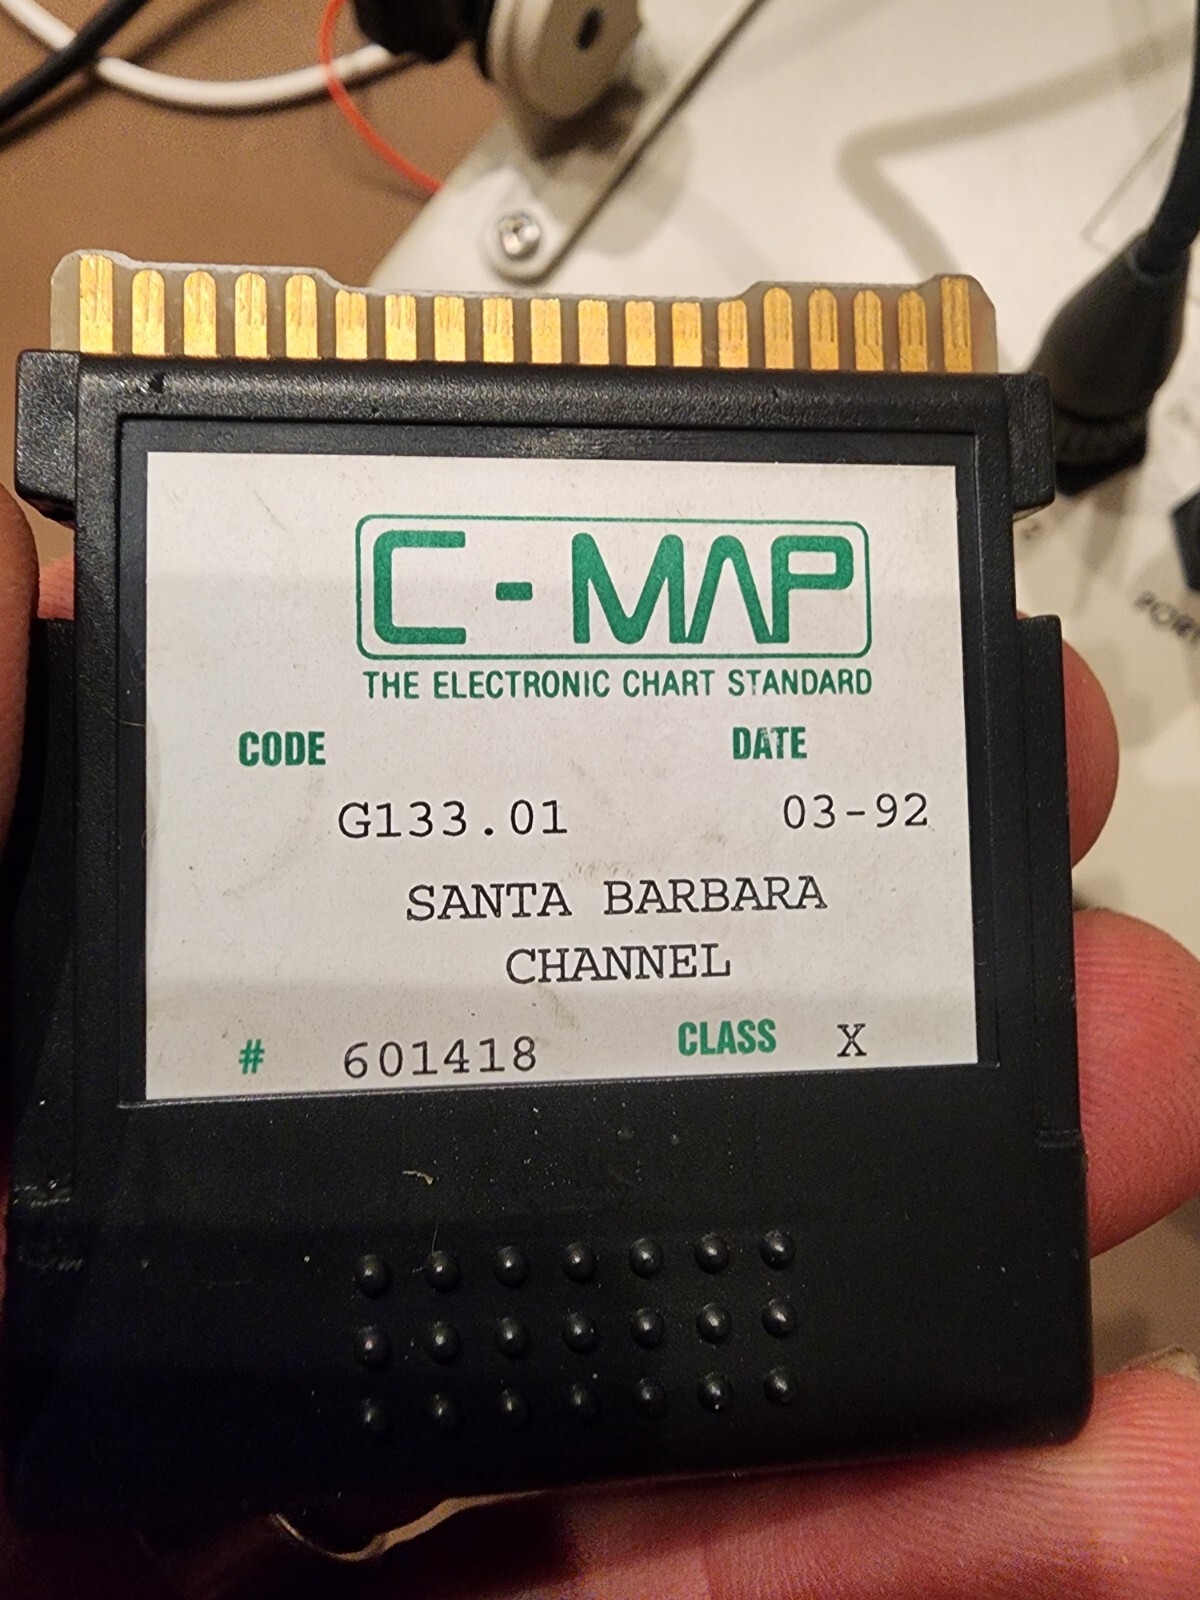 C-MAP
THE ELECTRONIC CHART STANDARD
CODE DATE
G133.01 03-92
SANTA BARBARA
CHANNEL
# 601418 CLASS X